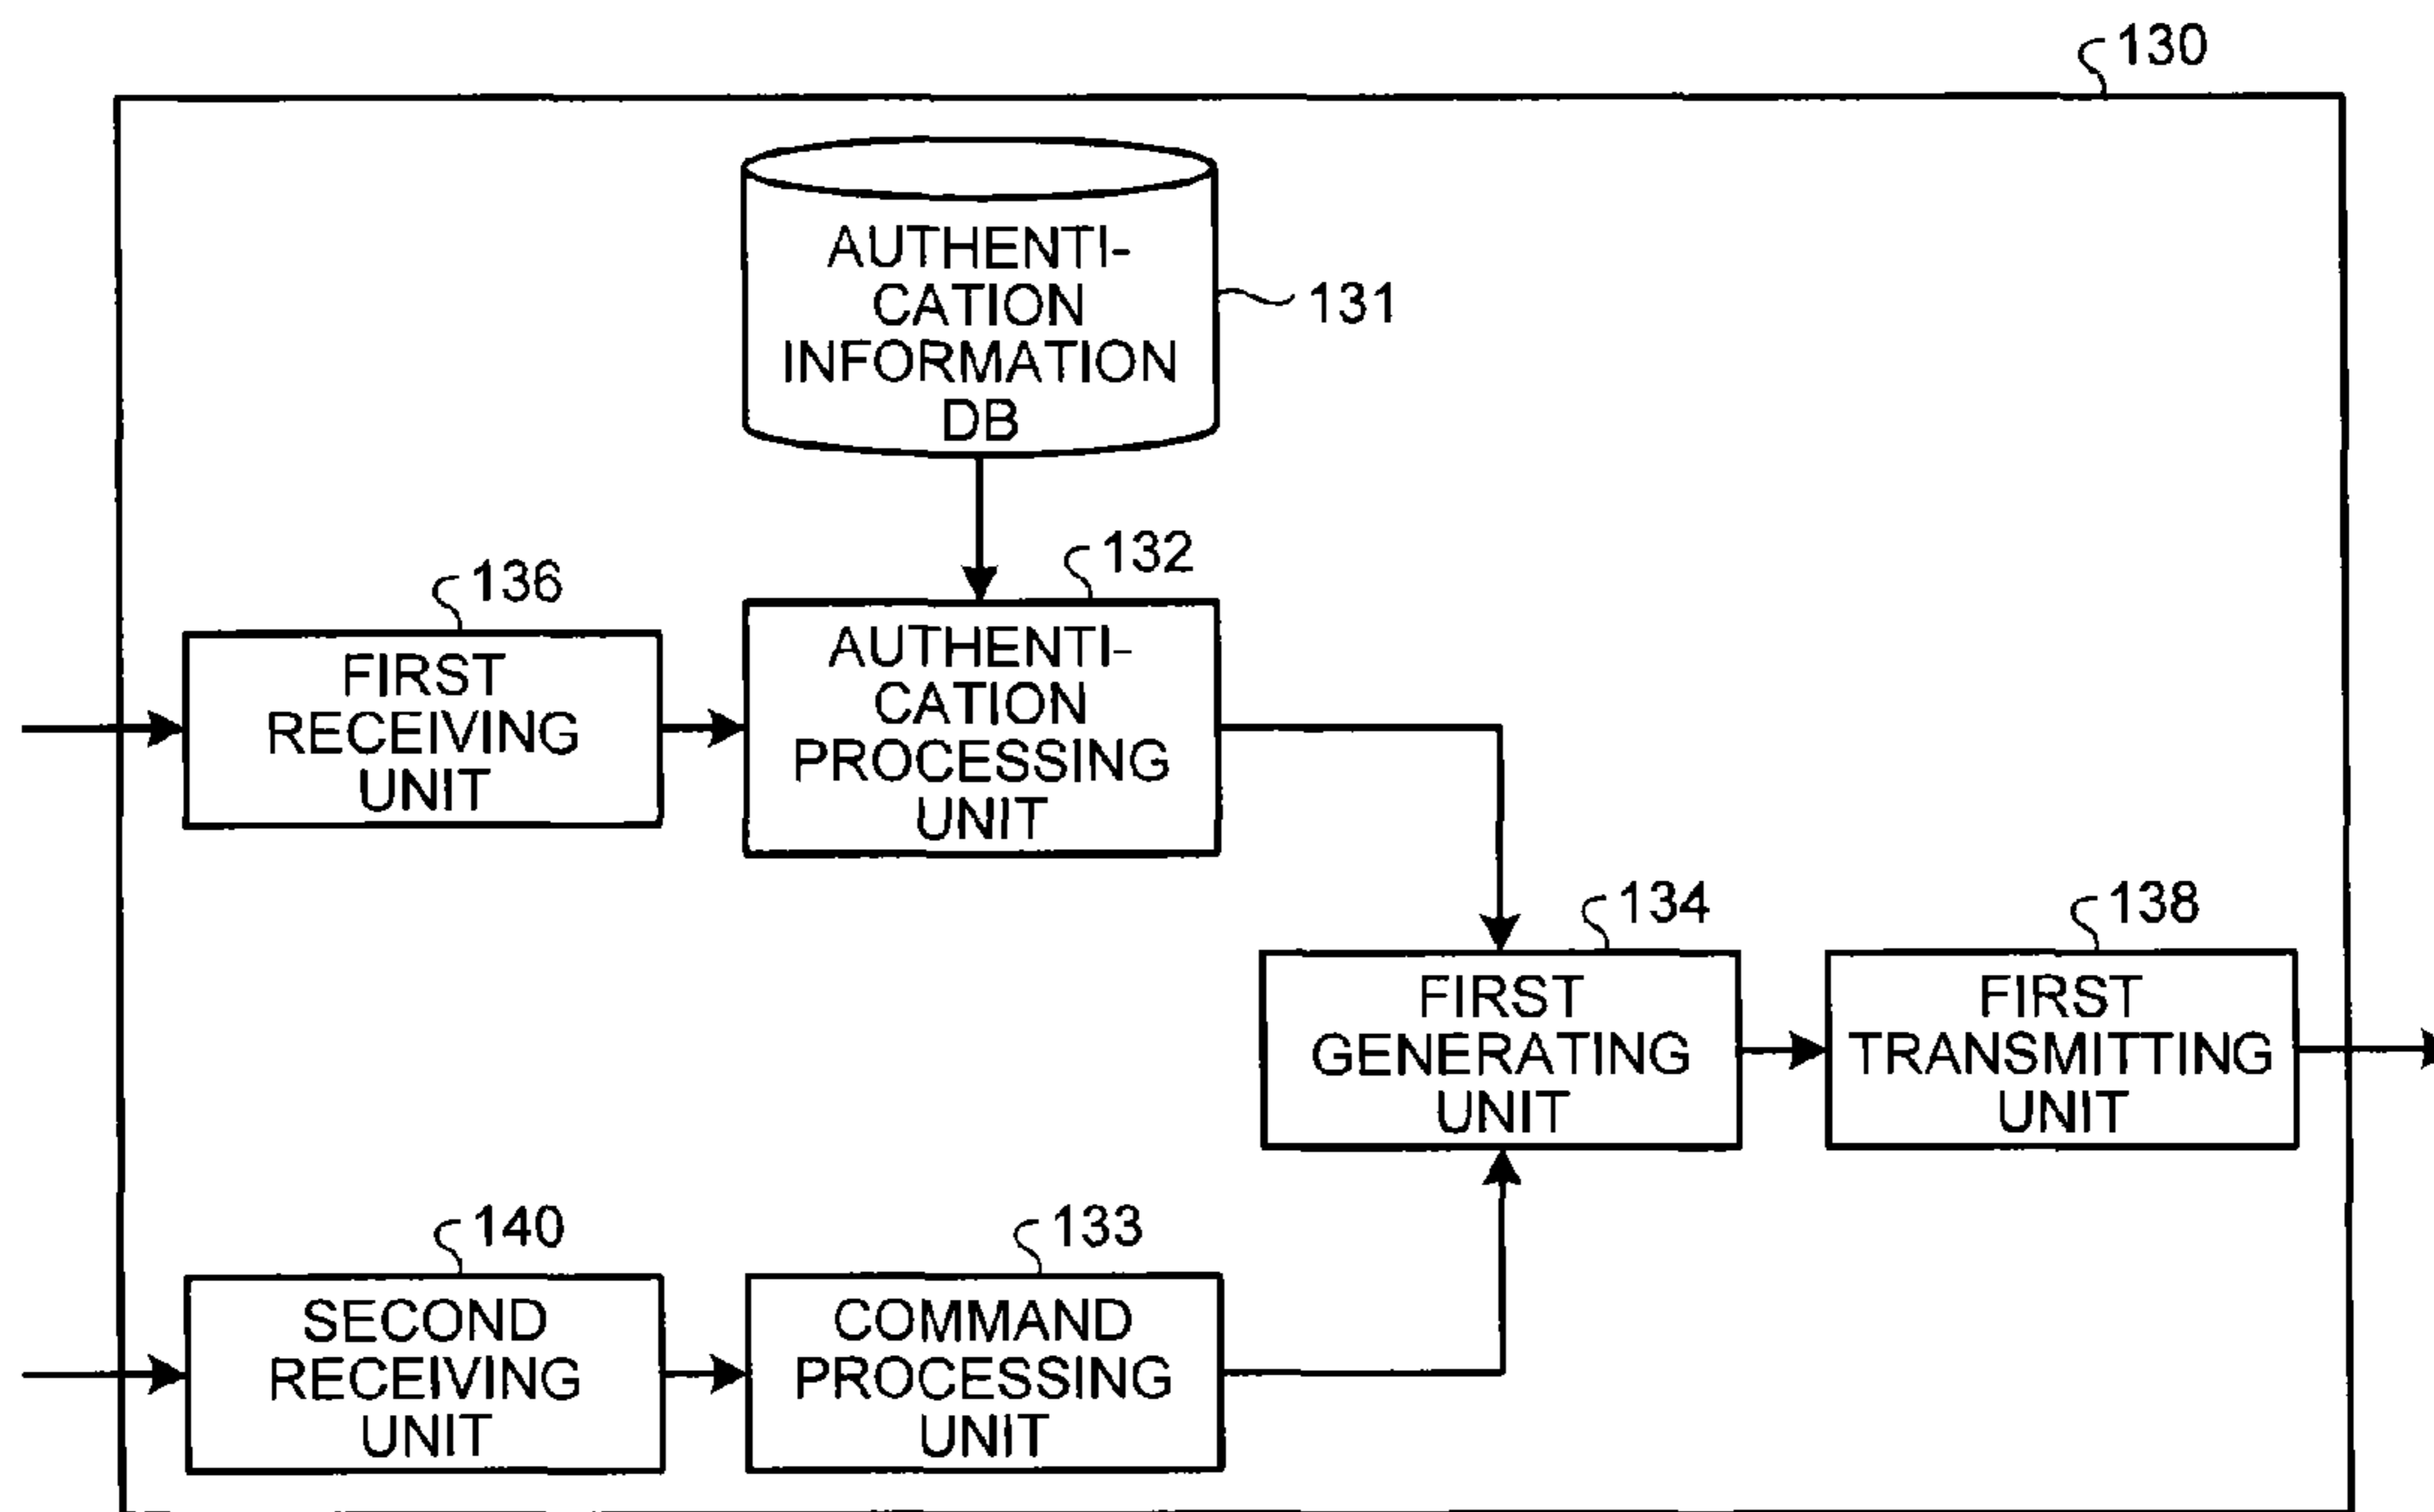 130
AUTHENTI-
CATION
INFORMATION
DB
131
136
FIRST
RECEIVING
UNIT
132
AUTHENTI-
CATION
PROCESSING
UNIT
134
FIRST
GENERATING
UNIT
138
FIRST
TRANSMITTING
UNIT
140
SECOND
RECEIVING
UNIT
133
COMMAND
PROCESSING
UNIT